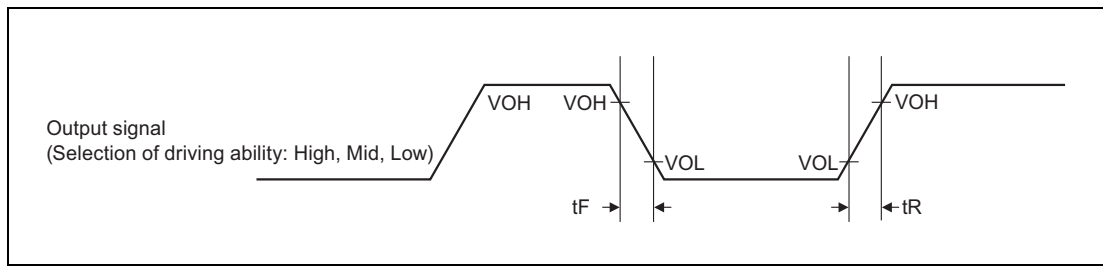 VOH VOH VOH
Output signal
(Selection of driving ability: High, Mid, Low)
VOL VOL
tF tR